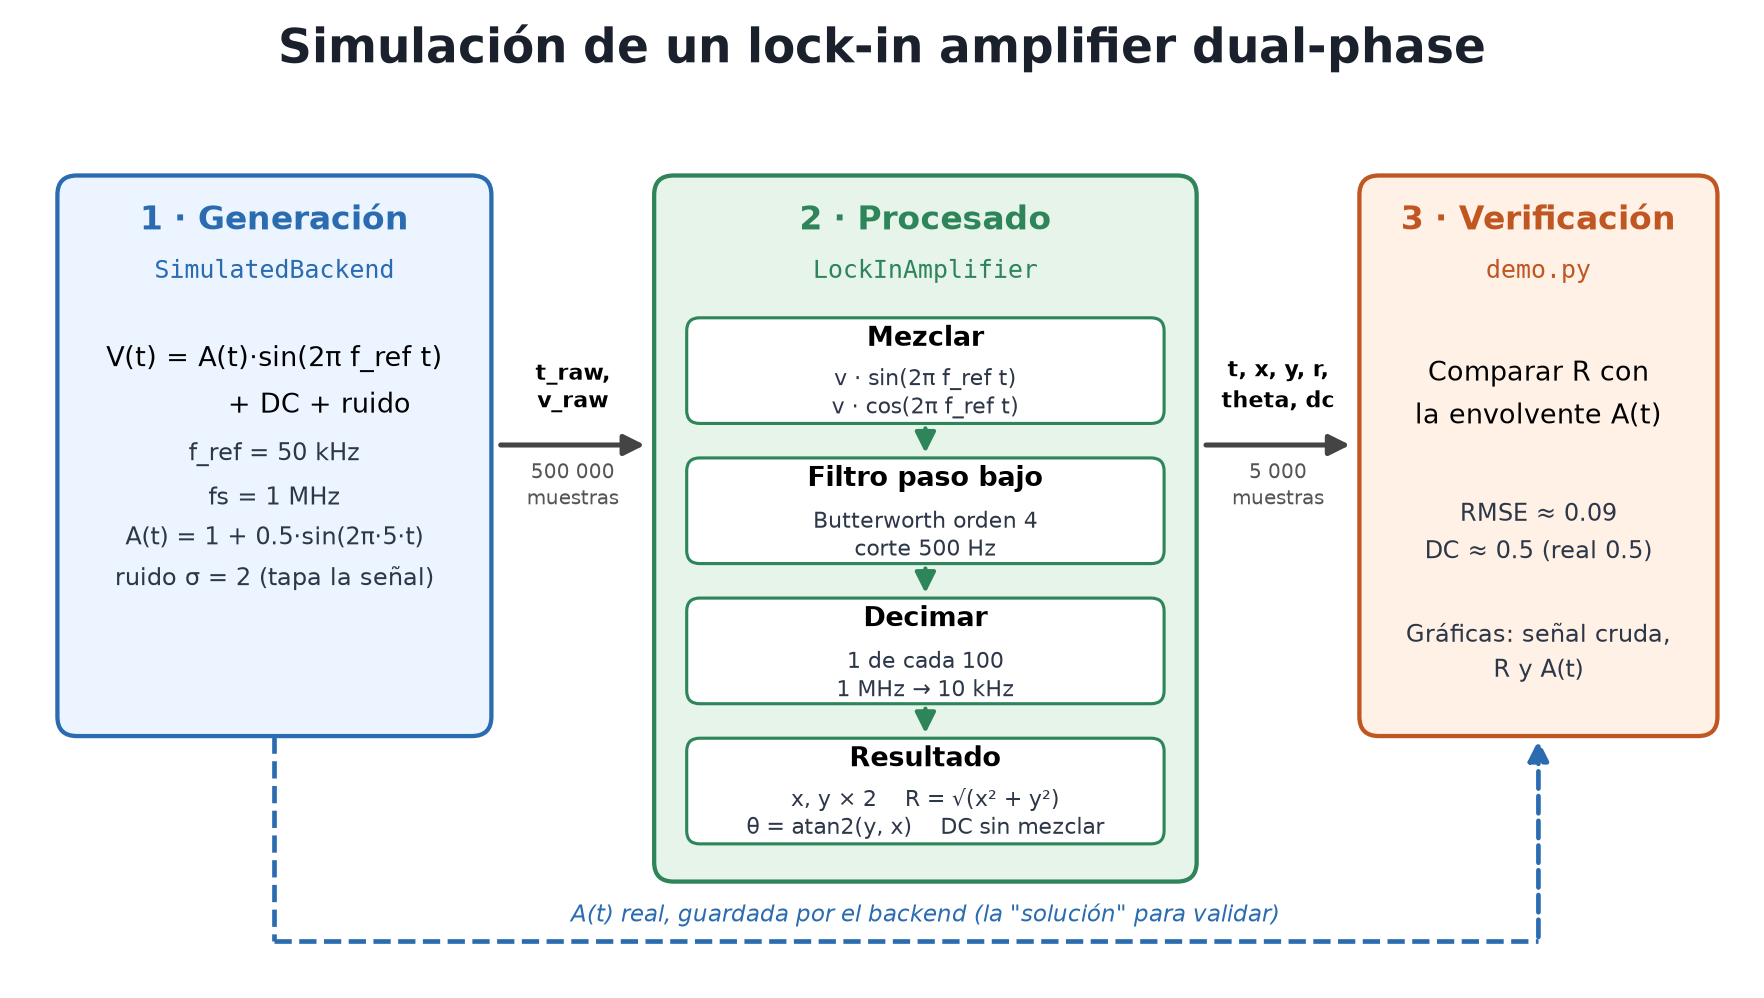 Simulación de un lock-in amplifier dual-phase
1 · Generación
SimulatedBackend
V(t) = A(t)·sin(2π f_ref t)
+ DC + ruido
f_ref = 50 kHz
fs = 1 MHz
A(t) = 1 + 0.5·sin(2π·5·t)
ruido σ = 2 (tapa la señal)
t_raw,
v_raw
500 000
muestras
2 · Procesado
LockInAmplifier
Mezclar
v · sin(2π f_ref t)
v · cos(2π f_ref t)
Filtro paso bajo
Butterworth orden 4
corte 500 Hz
Decimar
1 de cada 100
1 MHz → 10 kHz
Resultado
x, y × 2    R = √(x² + y²)
θ = atan2(y, x)    DC sin mezclar
t, x, y, r,
theta, dc
5 000
muestras
3 · Verificación
demo.py
Comparar R con
la envolvente A(t)
RMSE ≈ 0.09
DC ≈ 0.5 (real 0.5)
Gráficas: señal cruda,
R y A(t)
A(t) real, guardada por el backend (la "solución" para validar)